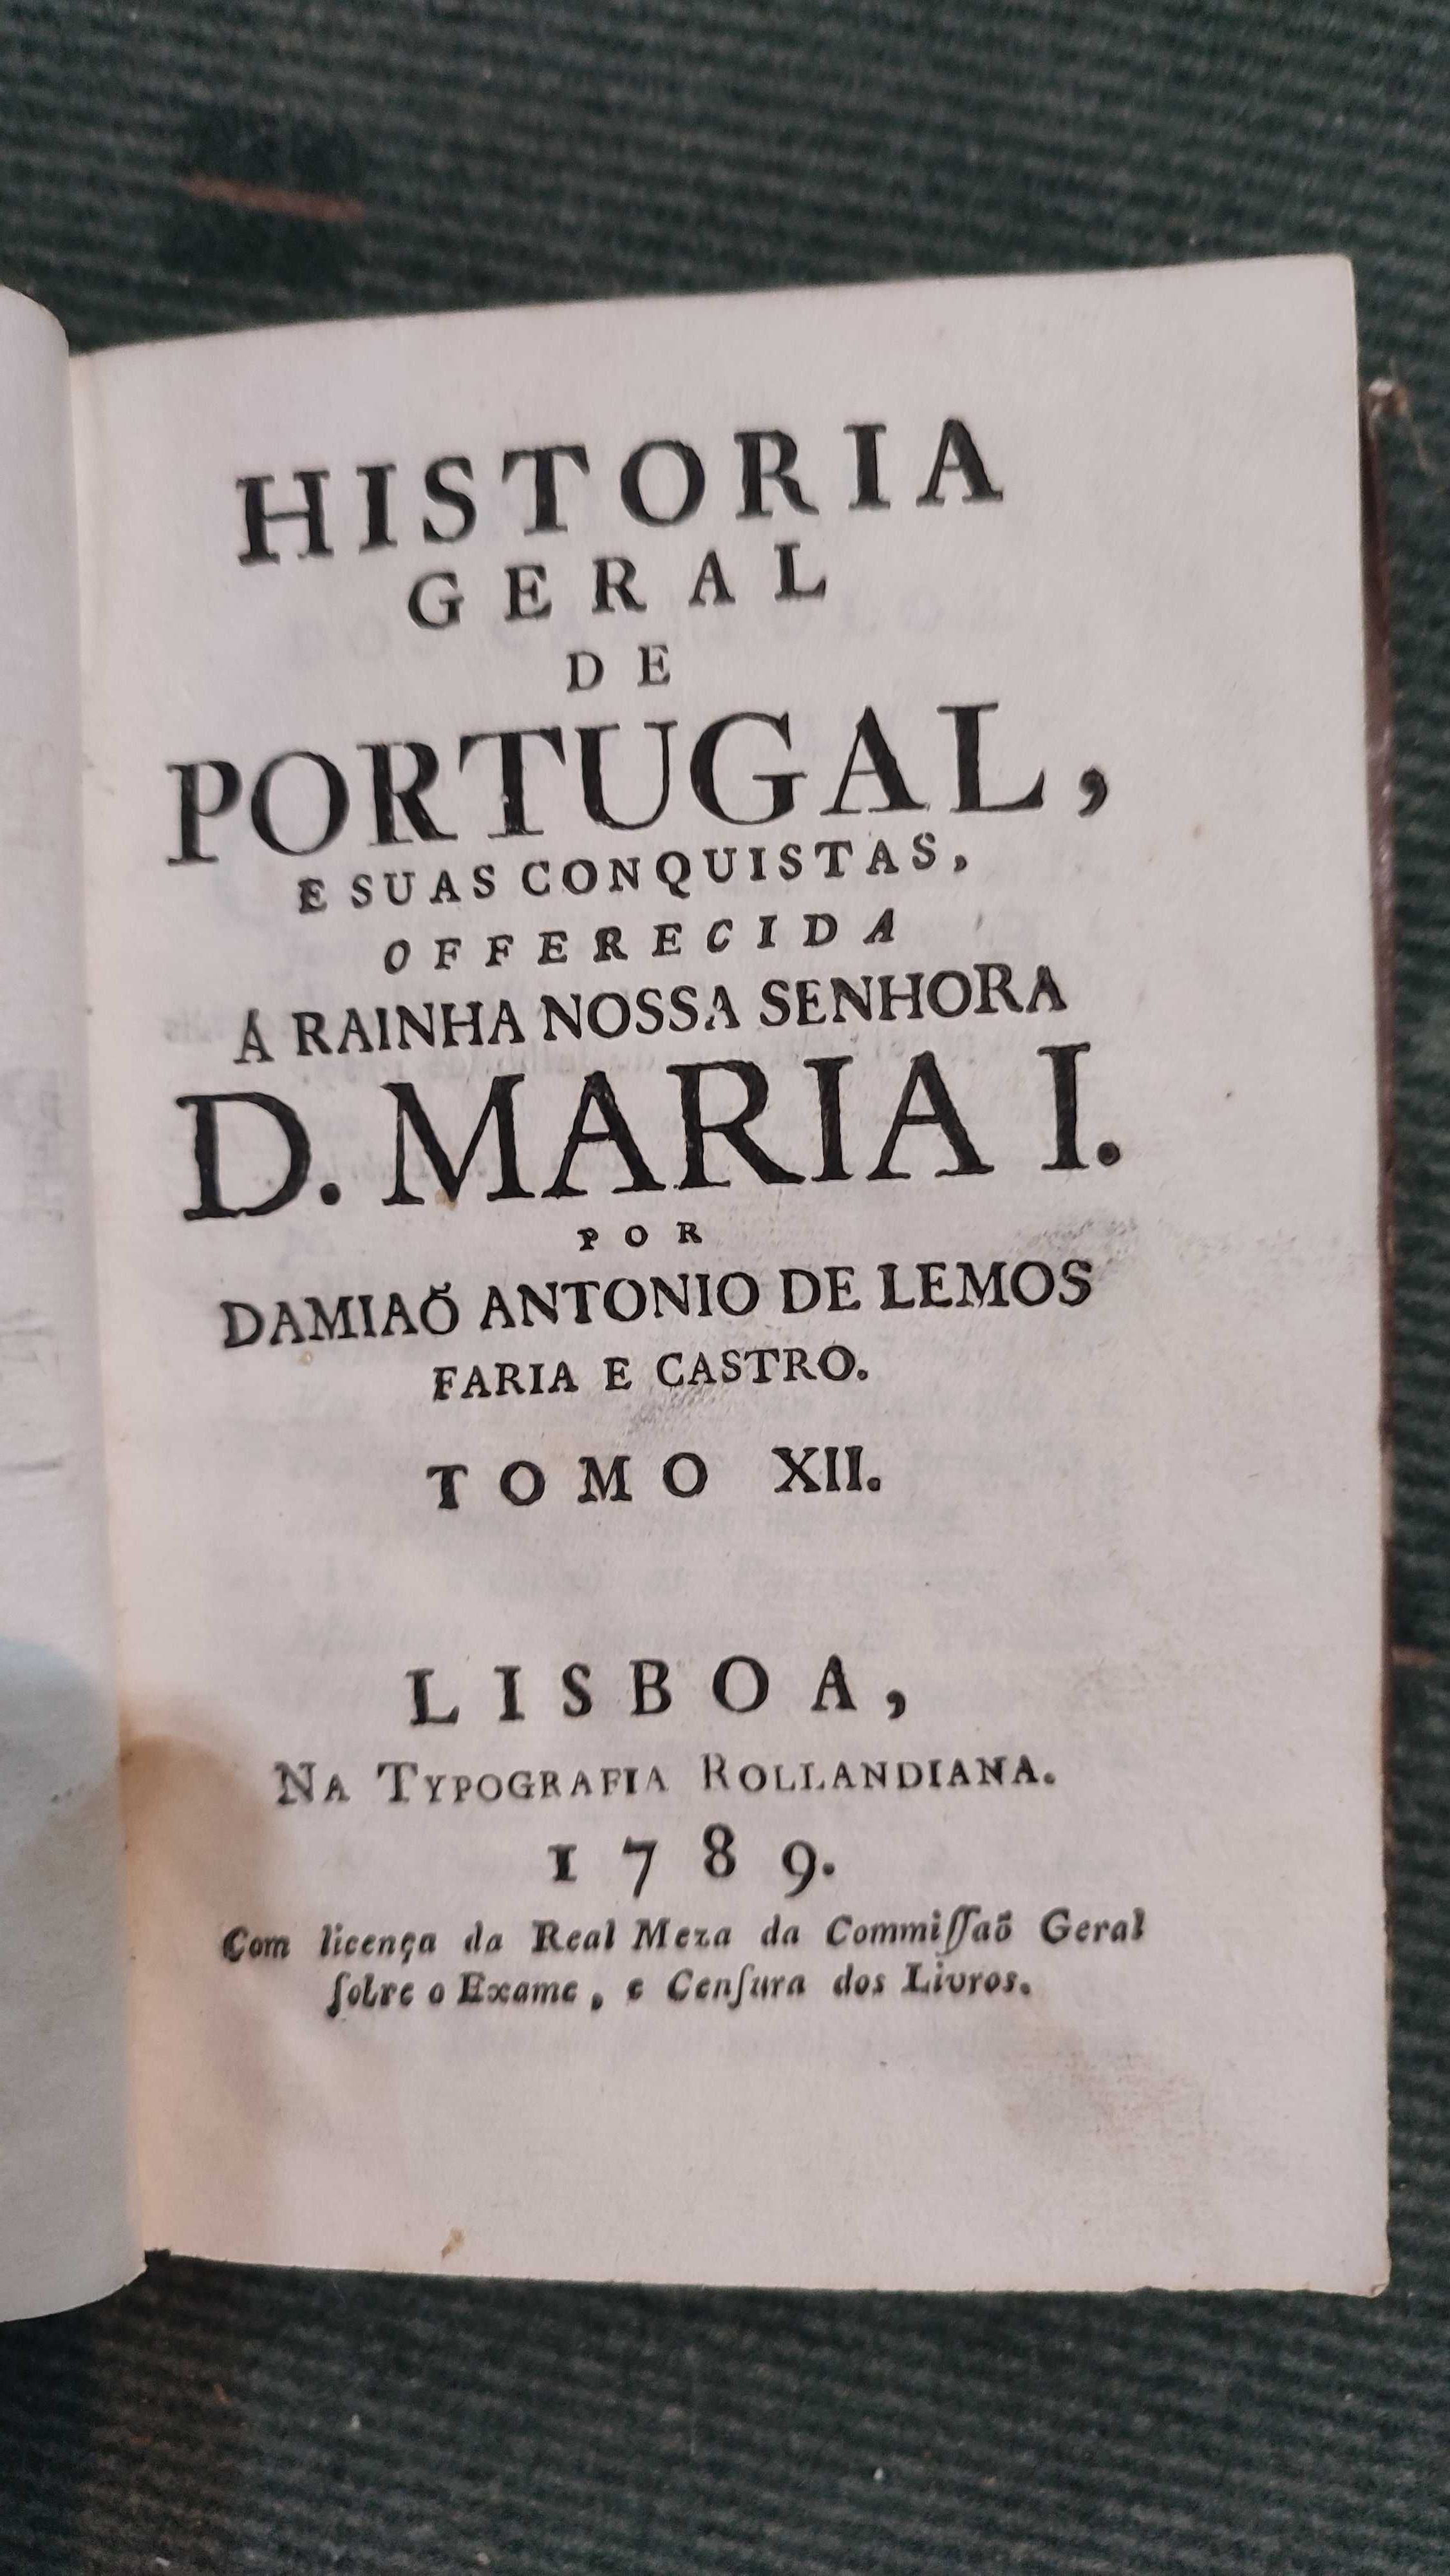 HISTORIA
GERAL
DE
PORTUGAL,
E SUAS CONQUISTAS,
OFFERECIDA
Á RAINHA NOSSA SENHORA
D. MARIA I.
POR
DAMIAÕ ANTONIO DE LEMOS
FARIA E CASTRO.
TOMO XII.
LISBOA,
NA TYPOGRAFIA ROLLANDIANA.
1789.
Com licença da Real Meza da Commiſſaõ Geral
ſobre o Exame, e Cenſura dos Livros.